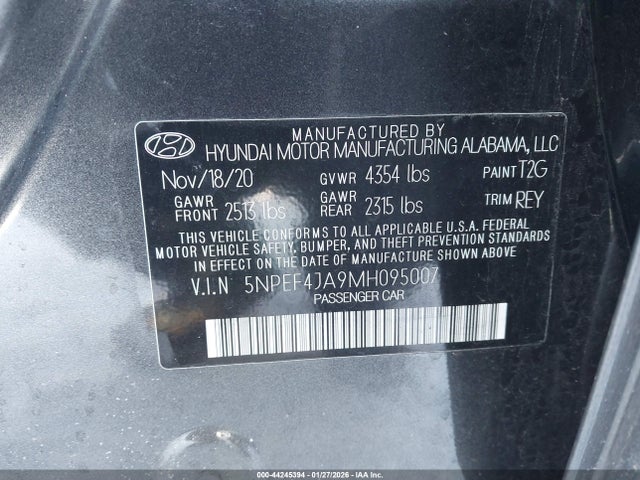 MANUFACTURED BY
HYUNDAI MOTOR MANUFACTURING ALABAMA, LLC
Nov/18/20 GVWR 4354 lbs PAINT T2G
GAWR FRONT 2513 lbs GAWR REAR 2315 lbs TRIM REY
THIS VEHICLE CONFORMS TO ALL APPLICABLE U.S.A. FEDERAL
MOTOR VEHICLE SAFETY, BUMPER, AND THEFT PREVENTION STANDARDS
IN EFFECT ON THE DATE OF MANUFACTURE SHOWN ABOVE.
V.I.N 5NPEF4JA9MH095007
PASSENGER CAR
000-44245394 - 01/27/2026 - IAA Inc.